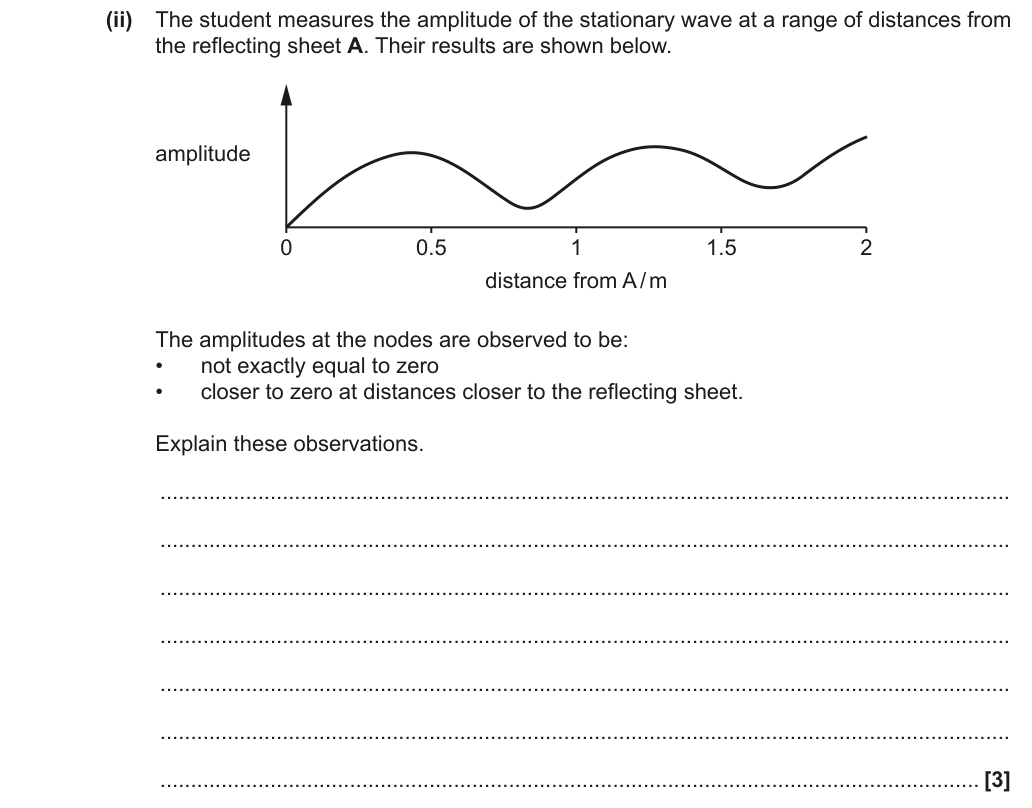 (ii) The student measures the amplitude of the stationary wave at a range of distances from
the reflecting sheet A. Their results are shown below.
amplitude
0 0.5 1 1.5 2
distance from A / m
The amplitudes at the nodes are observed to be:
• not exactly equal to zero
• closer to zero at distances closer to the reflecting sheet.
Explain these observations.
[3]